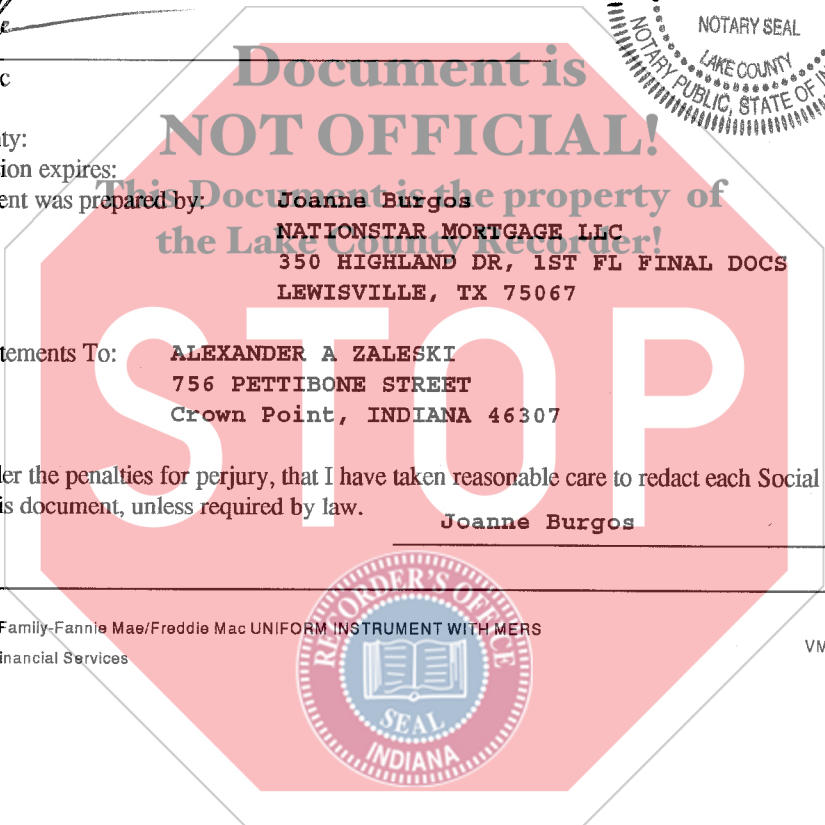 NOTARY SEAL
LAKE COUNTY
NOTARY PUBLIC, STATE OF IN
Document is
NOT OFFICIAL!
This Document is the property of
the Lake County Recorder!
c
ty:
ion expires:
ent was prepared by: Joanne Burgos
NATIONSTAR MORTGAGE LLC
350 HIGHLAND DR, 1ST FL FINAL DOCS
LEWISVILLE, TX 75067
STOP
tements To: ALEXANDER A ZALESKI
756 PETTIBONE STREET
Crown Point, INDIANA 46307
er the penalties for perjury, that I have taken reasonable care to redact each Social
is document, unless required by law.
Joanne Burgos
RECORDER'S OFFICE
SEAL
INDIANA
Family-Fannie Mae/Freddie Mac UNIFORM INSTRUMENT WITH MERS
inancial Services
VM